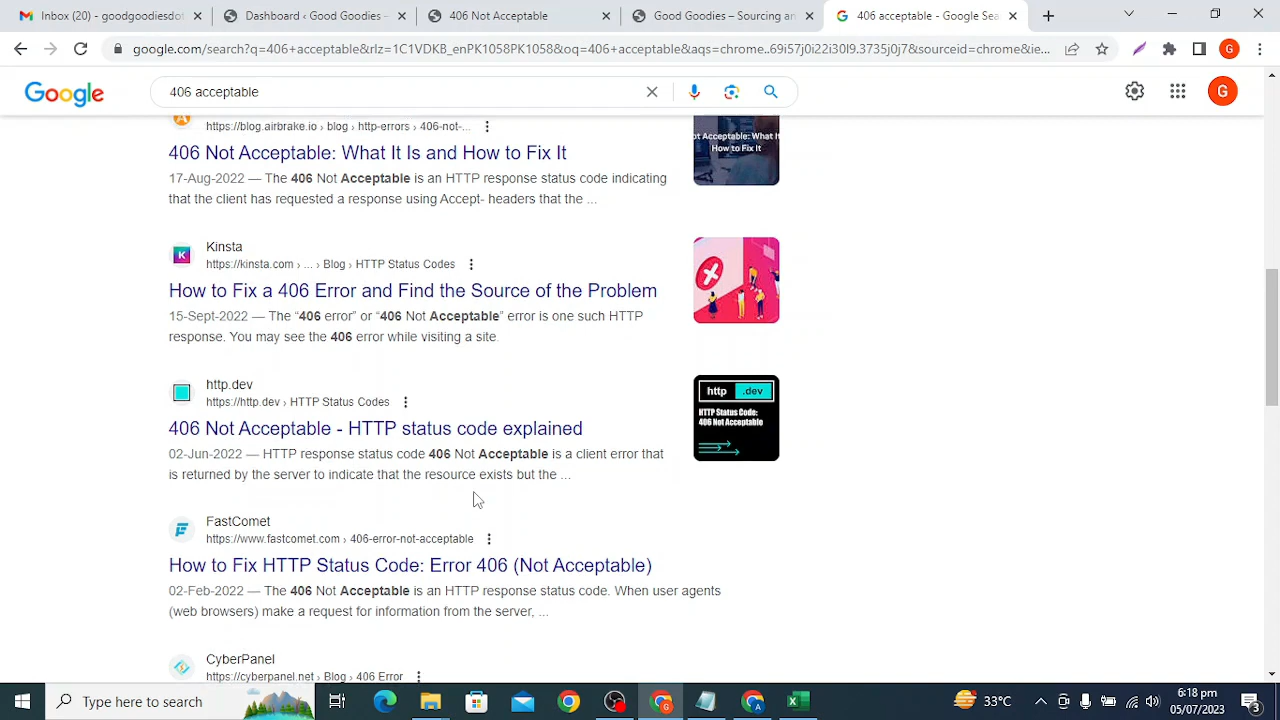 Inbox (20) - goodgoodiesdot
Dashboard ‹ Good Goodies –
406 Not Acceptable
Good Goodies – Sourcing an
406 acceptable - Google Sea
google.com/search?q=406+acceptable&rlz=1C1VDKB_enPK1058PK1058&oq=406+acceptable&aqs=chrome..69i57j0i22i30l9.3735j0j7&sourceid=chrome&ie...
G
Google
406 acceptable
G
https://blog.airbrake.io › blog › http-errors › 406-not-...
406 Not Acceptable: What It Is and How to Fix It
17-Aug-2022 — The 406 Not Acceptable is an HTTP response status code indicating
that the client has requested a response using Accept- headers that the ...
ot Acceptable: What It
How to Fix It
Kinsta
https://kinsta.com › ... › Blog › HTTP Status Codes
How to Fix a 406 Error and Find the Source of the Problem
15-Sept-2022 — The “406 error” or “406 Not Acceptable” error is one such HTTP
response. You may see the 406 error while visiting a site.
http.dev
https://http.dev › HTTP Status Codes
406 Not Acceptable - HTTP status code explained
02-Jun-2022 — HTTP response status code 406 Not Acceptable is a client error that
is returned by the server to indicate that the resource exists but the ...
http .dev
HTTP Status Code:
406 Not Acceptable
FastComet
https://www.fastcomet.com › 406-error-not-acceptable
How to Fix HTTP Status Code: Error 406 (Not Acceptable)
02-Feb-2022 — The 406 Not Acceptable is an HTTP response status code. When user agents
(web browsers) make a request for information from the server, ...
CyberPanel
https://cyberpanel.net › Blog › 406 Error
Type here to search
33°C
6:18 pm
05/07/2023
3